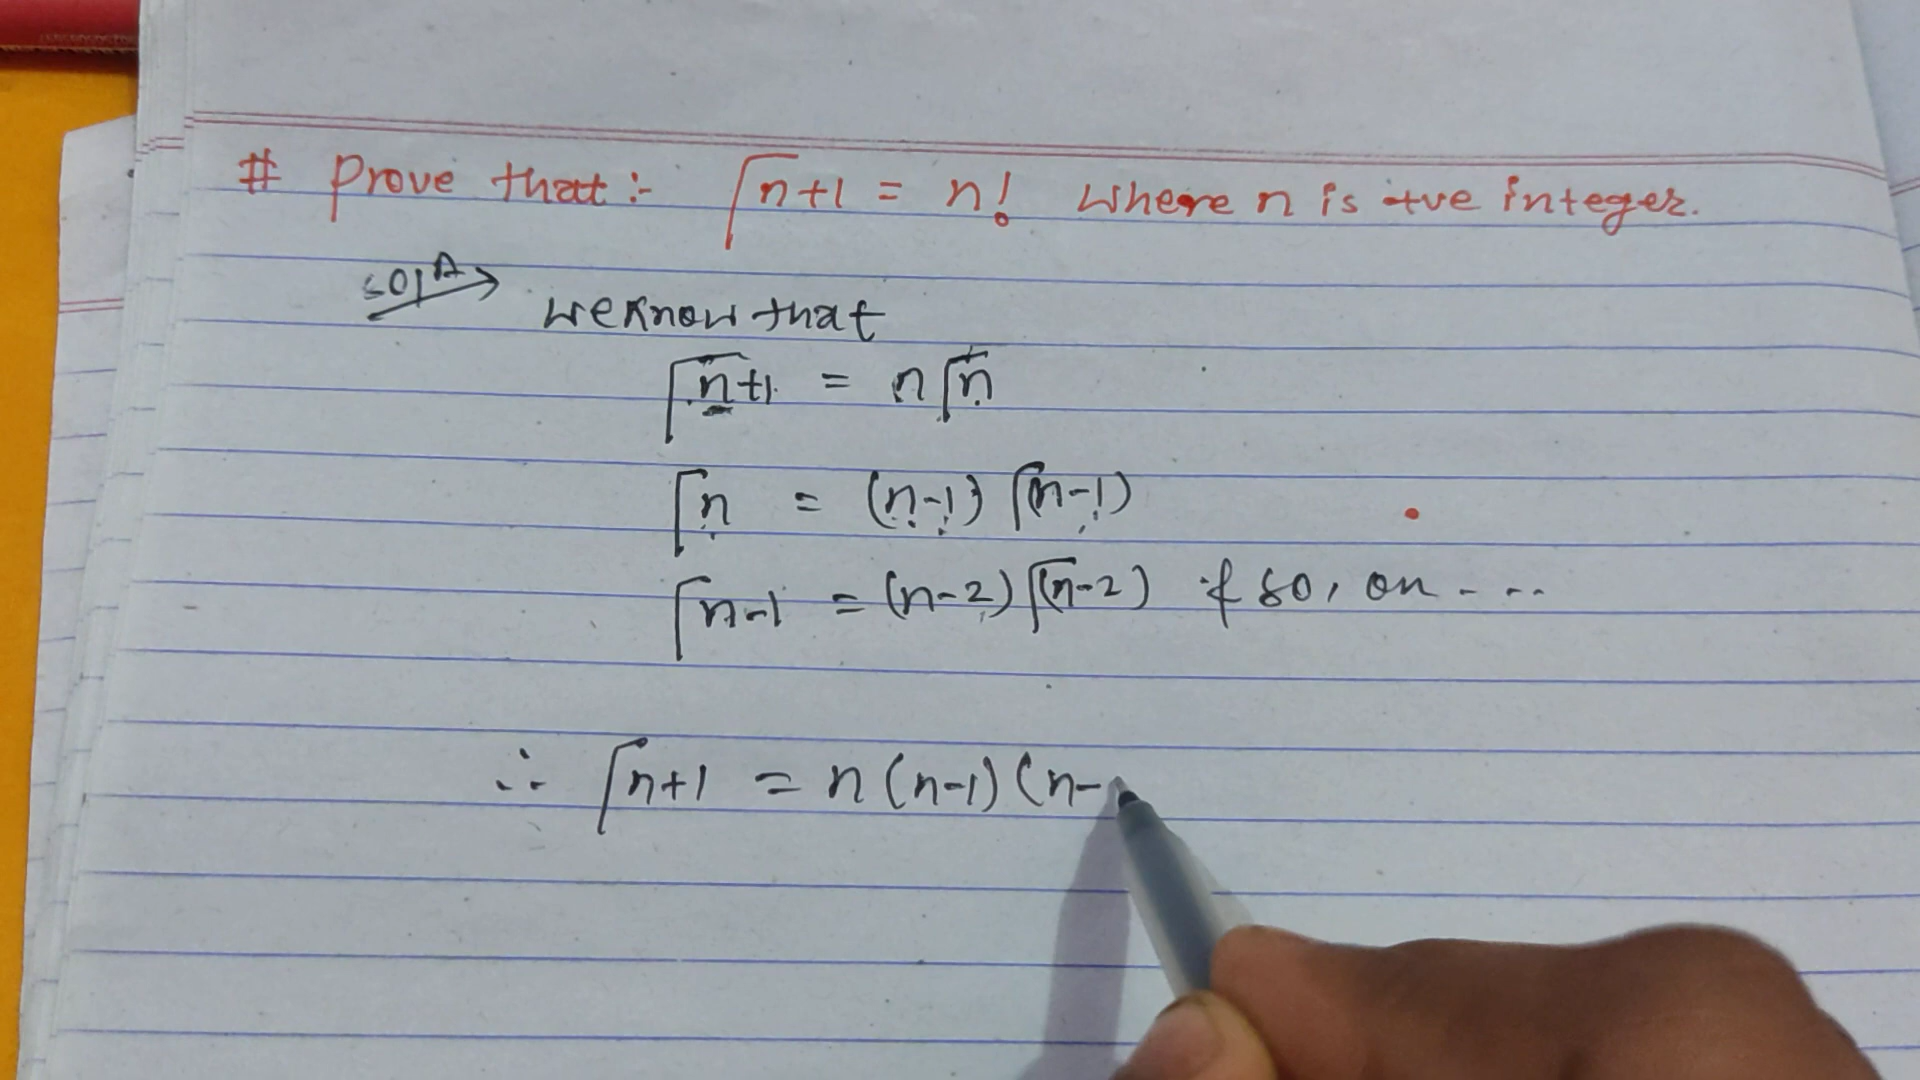 # Prove that :- Γn+1 = n! Where n is +ve integer.
solⁿ → we know that
Γn+1 = nΓn
Γn = (n-1) Γ(n-1)
Γn-1 = (n-2) Γ(n-2) & so, on - ...
∴ Γn+1 = n (n-1) (n-